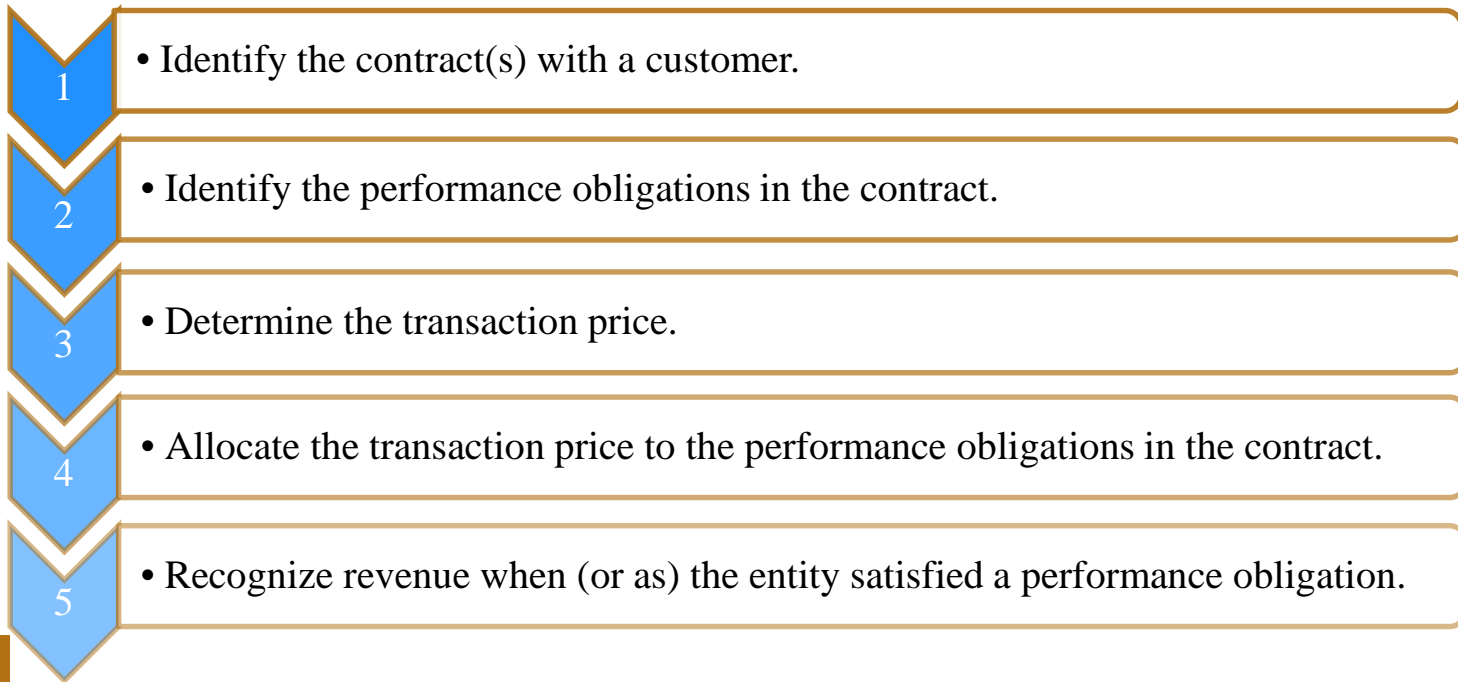 1
• Identify the contract(s) with a customer.
2
• Identify the performance obligations in the contract.
3
• Determine the transaction price.
4
• Allocate the transaction price to the performance obligations in the contract.
5
• Recognize revenue when (or as) the entity satisfied a performance obligation.